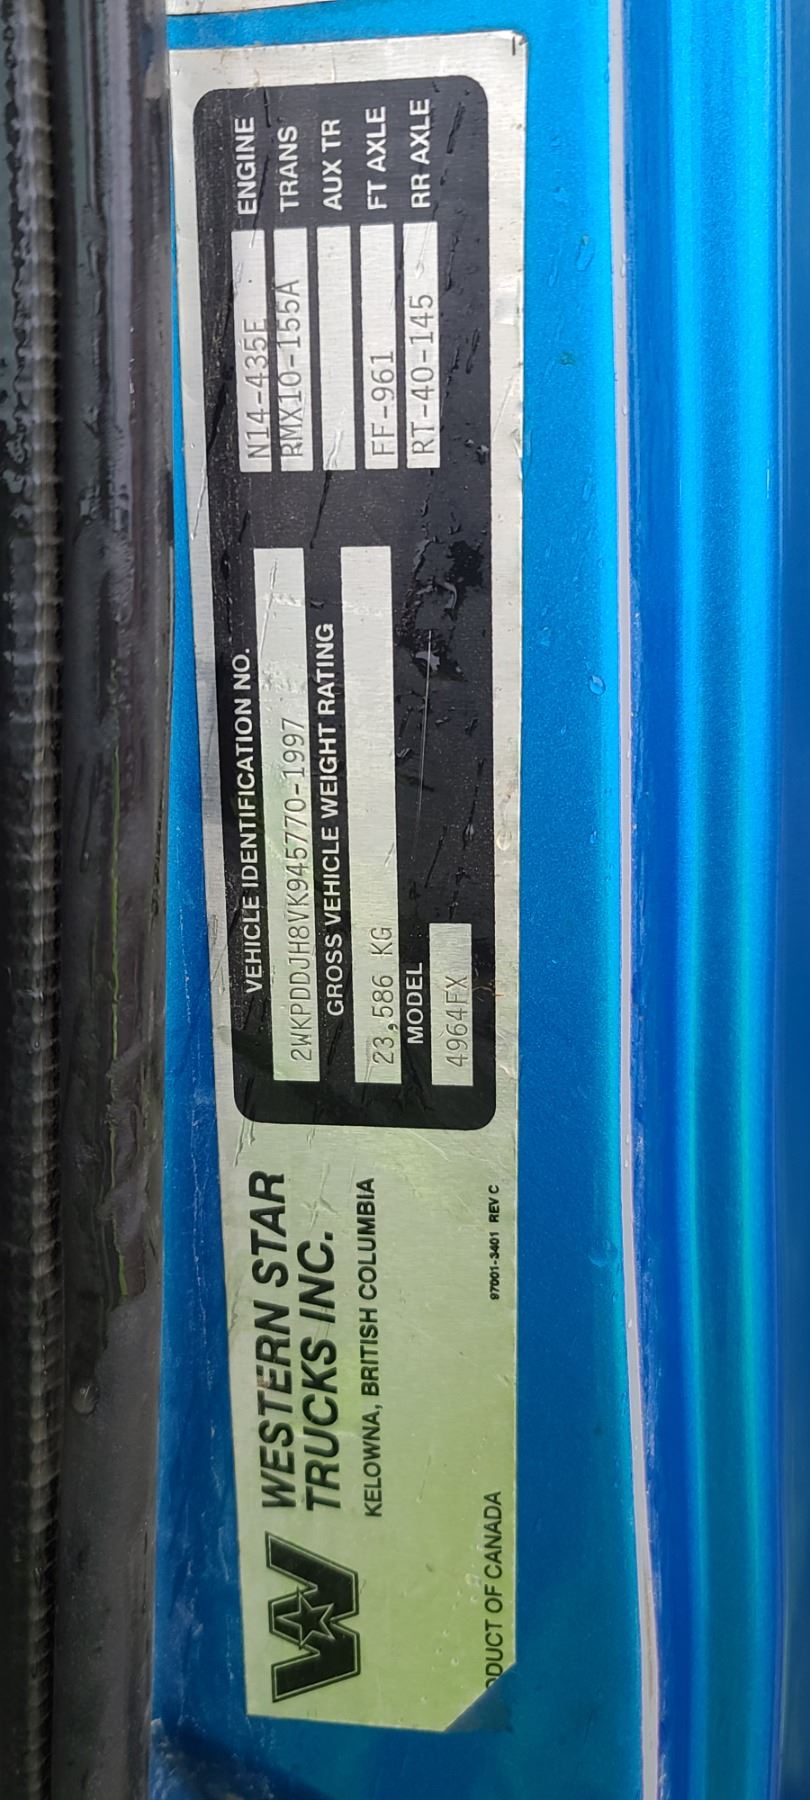 WESTERN STAR
TRUCKS INC.
KELOWNA, BRITISH COLUMBIA
97001-3401 REV C
DUCT OF CANADA
VEHICLE IDENTIFICATION NO.
2WKPDDJH8VK945770-1997
GROSS VEHICLE WEIGHT RATING
23,586 KG
MODEL
4964FX
N14-435E ENGINE
RMX10-155A TRANS
AUX TR
FF-961 FT AXLE
RT-40-145 RR AXLE